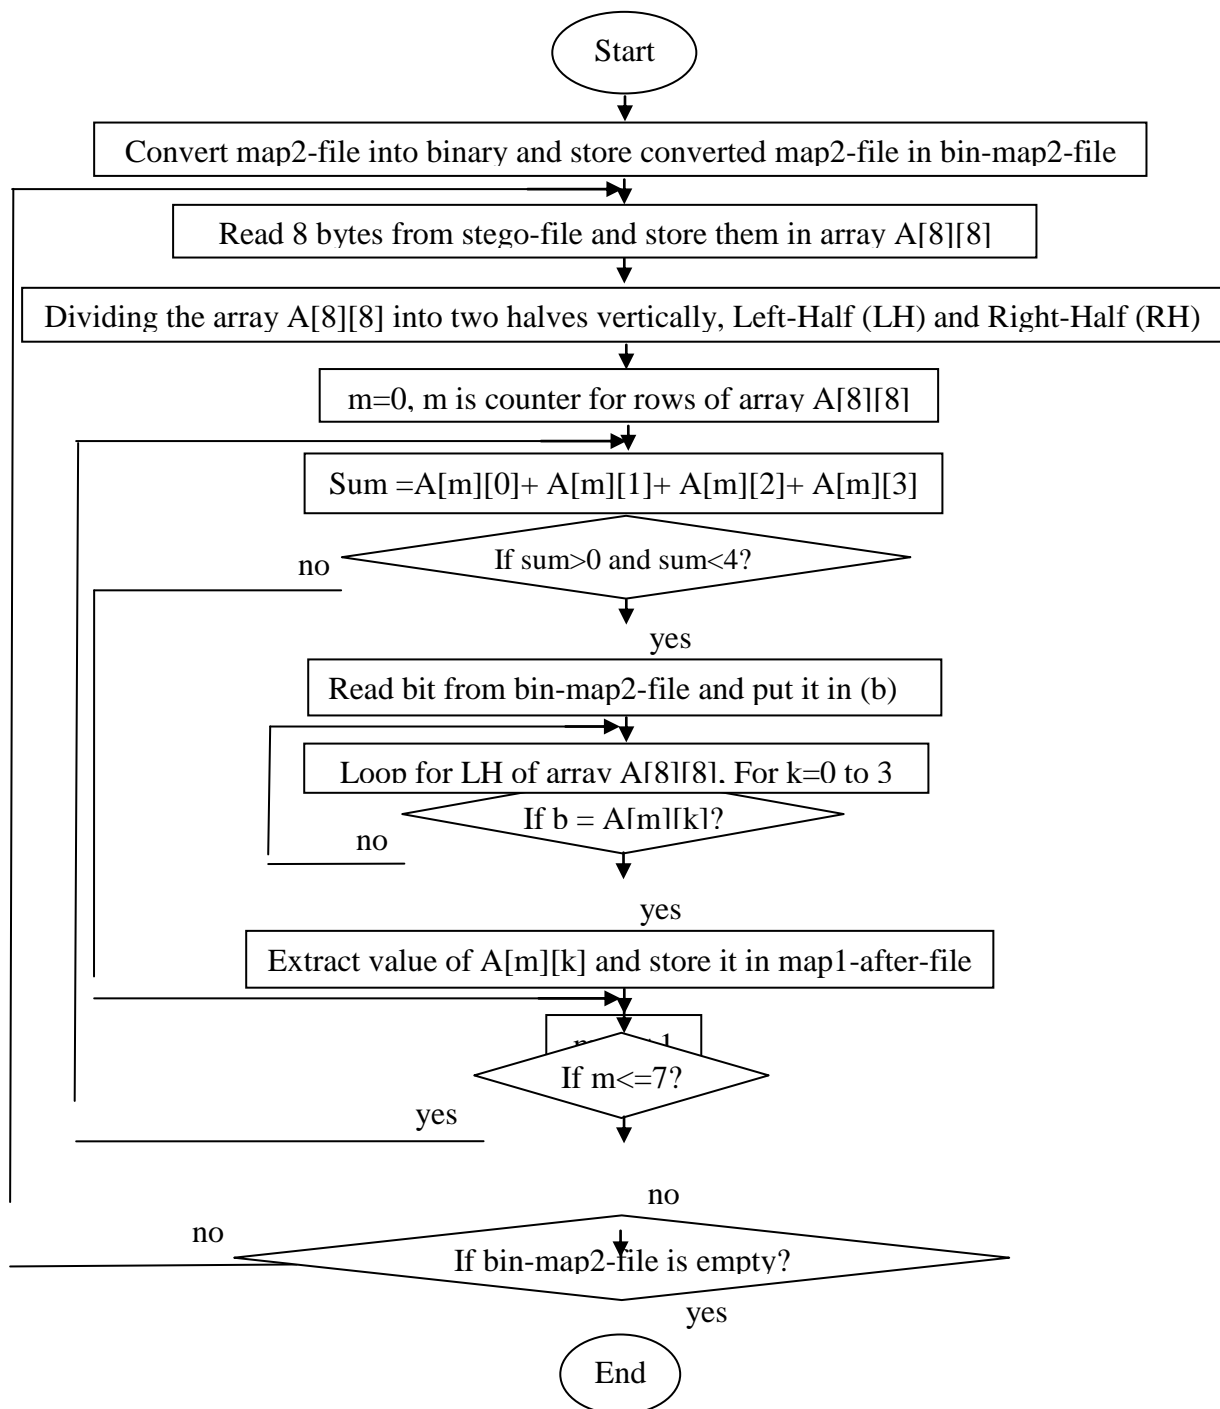 Start
Convert map2-file into binary and store converted map2-file in bin-map2-file
Read 8 bytes from stego-file and store them in array A[8][8]
Dividing the array A[8][8] into two halves vertically, Left-Half (LH) and Right-Half (RH)
m=0, m is counter for rows of array A[8][8]
Sum =A[m][0]+ A[m][1]+ A[m][2]+ A[m][3]
If sum>0 and sum<4?
no
yes
Read bit from bin-map2-file and put it in (b)
Loop for LH of array A[8][8]. For k=0 to 3
If b = A[m][k]?
no
yes
Extract value of A[m][k] and store it in map1-after-file
If m<=7?
yes
no
no
If bin-map2-file is empty?
yes
End